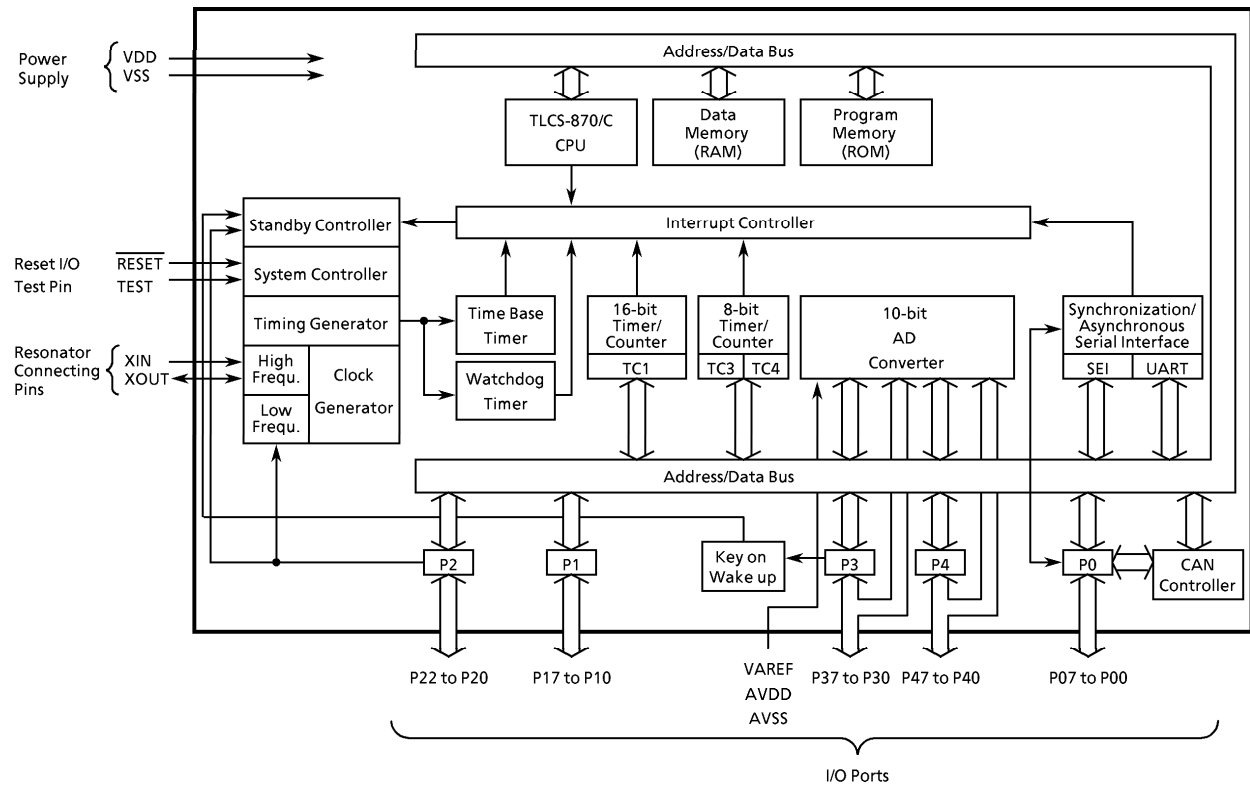 Power
Supply
VDD
VSS
Address/Data Bus
TLCS-870/C
CPU
Data
Memory
(RAM)
Program
Memory
(ROM)
Standby Controller
Interrupt Controller
Reset I/O
Test Pin
RESET
TEST
System Controller
Timing Generator
Time Base
Timer
16-bit
Timer/
Counter
TC1
8-bit
Timer/
Counter
TC3
TC4
10-bit
AD
Converter
Synchronization/
Asynchronous
Serial Interface
SEI
UART
Resonator
Connecting
Pins
XIN
XOUT
High
Frequ.
Low
Frequ.
Clock
Generator
Watchdog
Timer
Address/Data Bus
P2
P1
Key on
Wake up
P3
P4
P0
CAN
Controller
P22 to P20
P17 to P10
VAREF
AVDD
AVSS
P37 to P30
P47 to P40
P07 to P00
I/O Ports